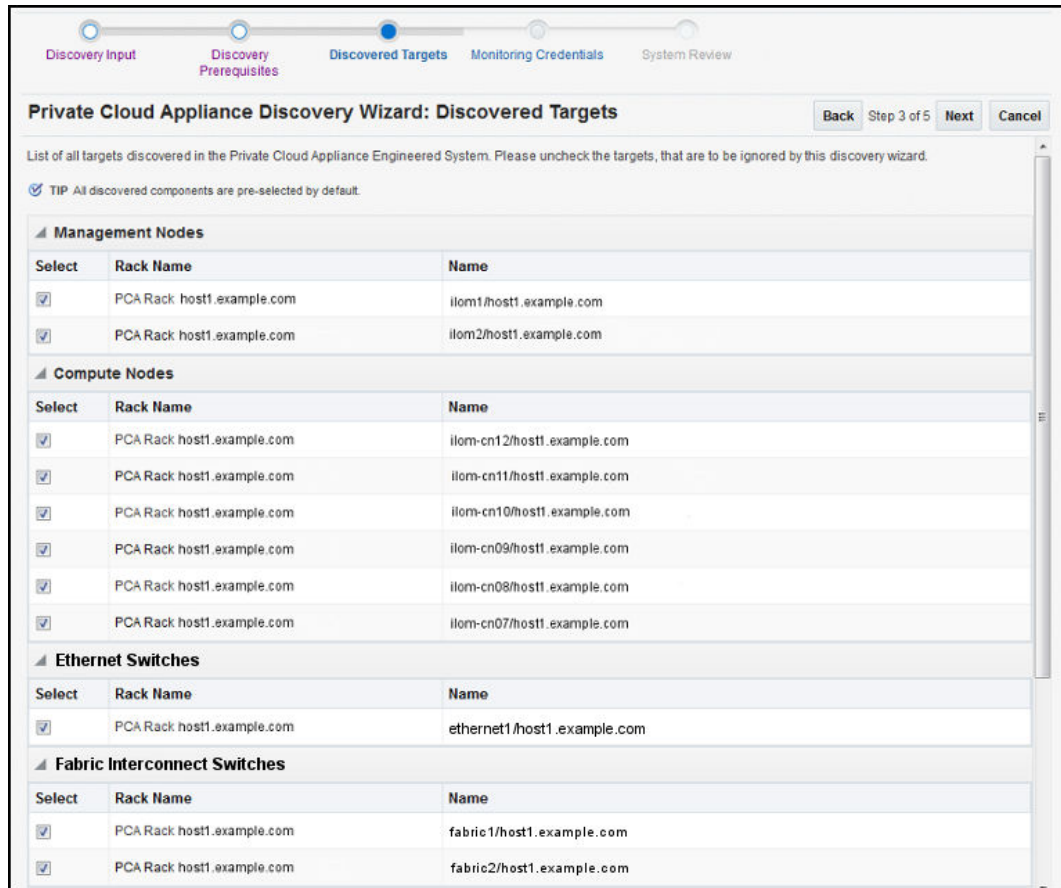 Discovery Input
Discovery Prerequisites
Discovered Targets
Monitoring Credentials
System Review
Private Cloud Appliance Discovery Wizard: Discovered Targets
Back Step 3 of 5 Next Cancel
List of all targets discovered in the Private Cloud Appliance Engineered System. Please uncheck the targets, that are to be ignored by this discovery wizard.
TIP All discovered components are pre-selected by default.
Management Nodes
Select Rack Name Name
PCA Rack host1.example.com ilom1/host1.example.com
PCA Rack host1.example.com ilom2/host1.example.com
Compute Nodes
Select Rack Name Name
PCA Rack host1.example.com ilom-cn12/host1.example.com
PCA Rack host1.example.com ilom-cn11/host1.example.com
PCA Rack host1.example.com ilom-cn10/host1.example.com
PCA Rack host1.example.com ilom-cn09/host1.example.com
PCA Rack host1.example.com ilom-cn08/host1.example.com
PCA Rack host1.example.com ilom-cn07/host1.example.com
Ethernet Switches
Select Rack Name Name
PCA Rack host1.example.com ethernet1/host1.example.com
Fabric Interconnect Switches
Select Rack Name Name
PCA Rack host1.example.com fabric1/host1.example.com
PCA Rack host1.example.com fabric2/host1.example.com